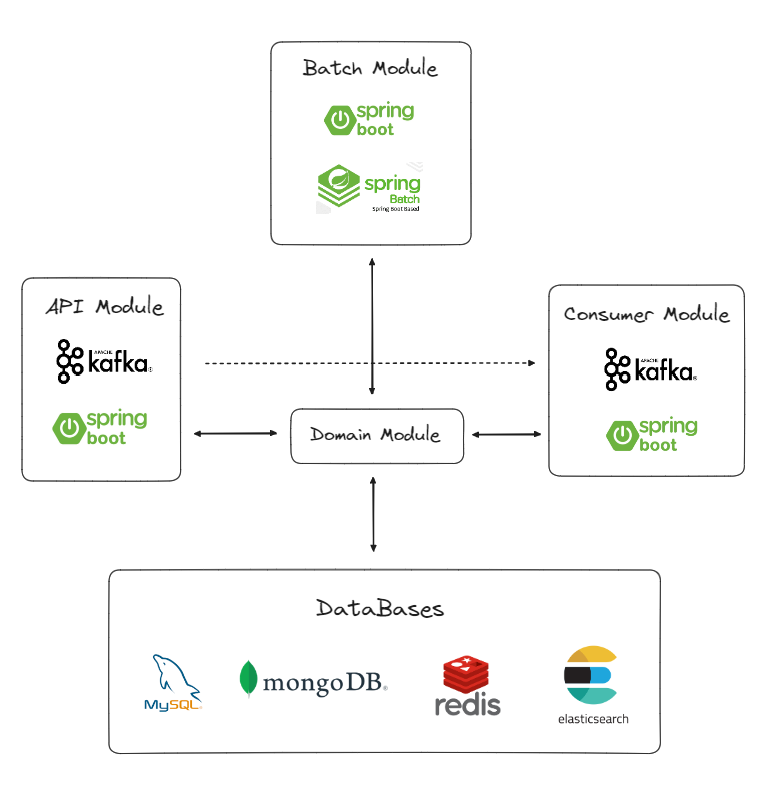 Batch Module
spring
boot
spring
Batch
Spring Boot Based
API Module
APACHE
kafka®
spring
boot
Consumer Module
APACHE
kafka®
spring
boot
Domain Module
DataBases
MySQL
mongoDB®
redis
elasticsearch